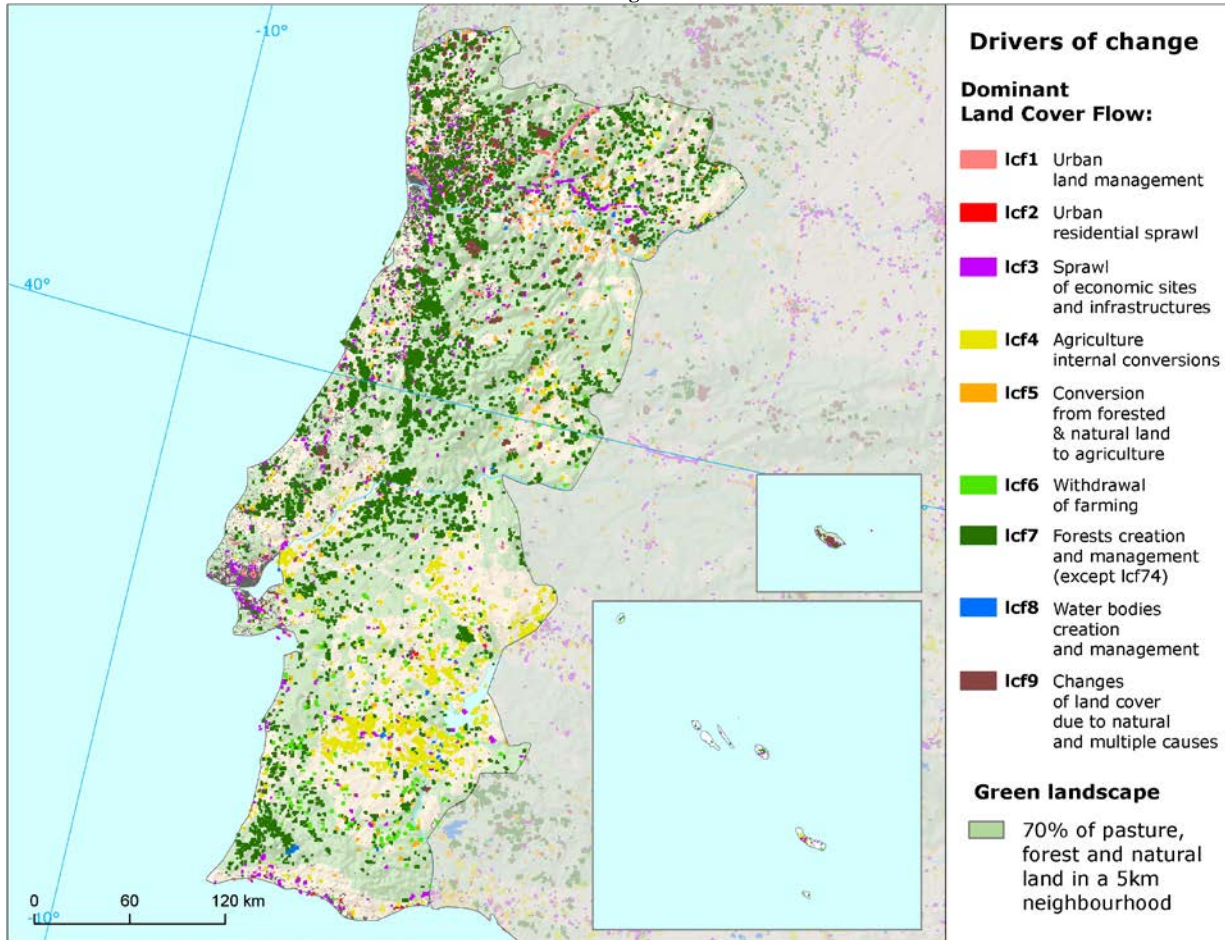 -10°
40°
-10°
0 60 120 km
Drivers of change
Dominant
Land Cover Flow:
lcf1 Urban
land management
lcf2 Urban
residential sprawl
lcf3 Sprawl
of economic sites
and infrastructures
lcf4 Agriculture
internal conversions
lcf5 Conversion
from forested
& natural land
to agriculture
lcf6 Withdrawal
of farming
lcf7 Forests creation
and management
(except lcf74)
lcf8 Water bodies
creation
and management
lcf9 Changes
of land cover
due to natural
and multiple causes
Green landscape
70% of pasture,
forest and natural
land in a 5km
neighbourhood